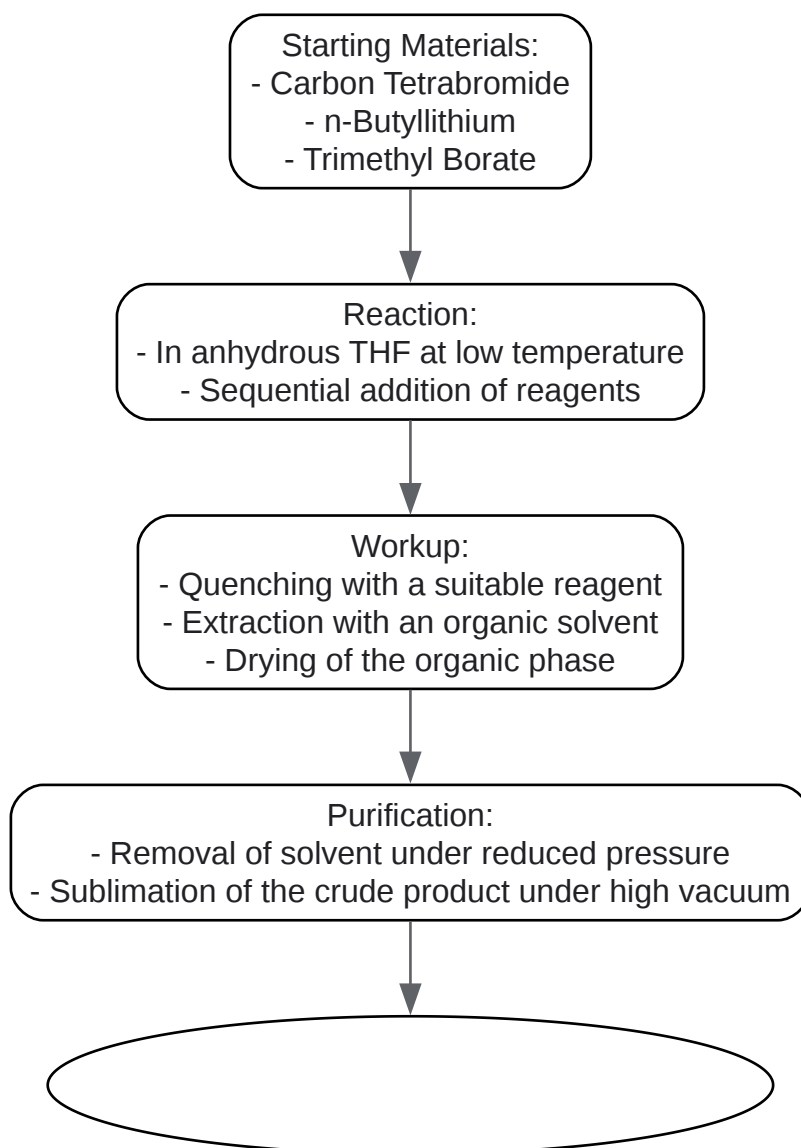 Starting Materials:
- Carbon Tetrabromide
- n-Butyllithium
- Trimethyl Borate
Reaction:
- In anhydrous THF at low temperature
- Sequential addition of reagents
Workup:
- Quenching with a suitable reagent
- Extraction with an organic solvent
- Drying of the organic phase
Purification:
- Removal of solvent under reduced pressure
- Sublimation of the crude product under high vacuum